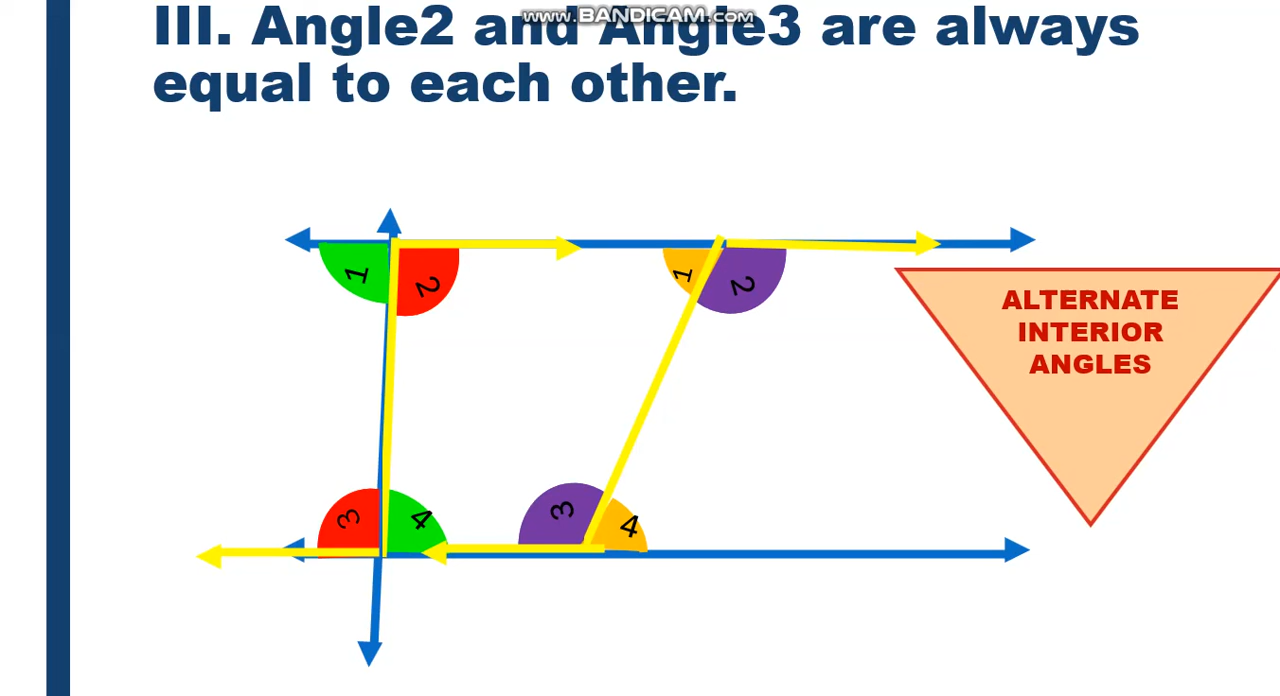 www.BANDICAM.com
III. Angle2 and Angle3 are always
equal to each other.
1 2 1 2
ALTERNATE
INTERIOR
ANGLES
3 4 3 4